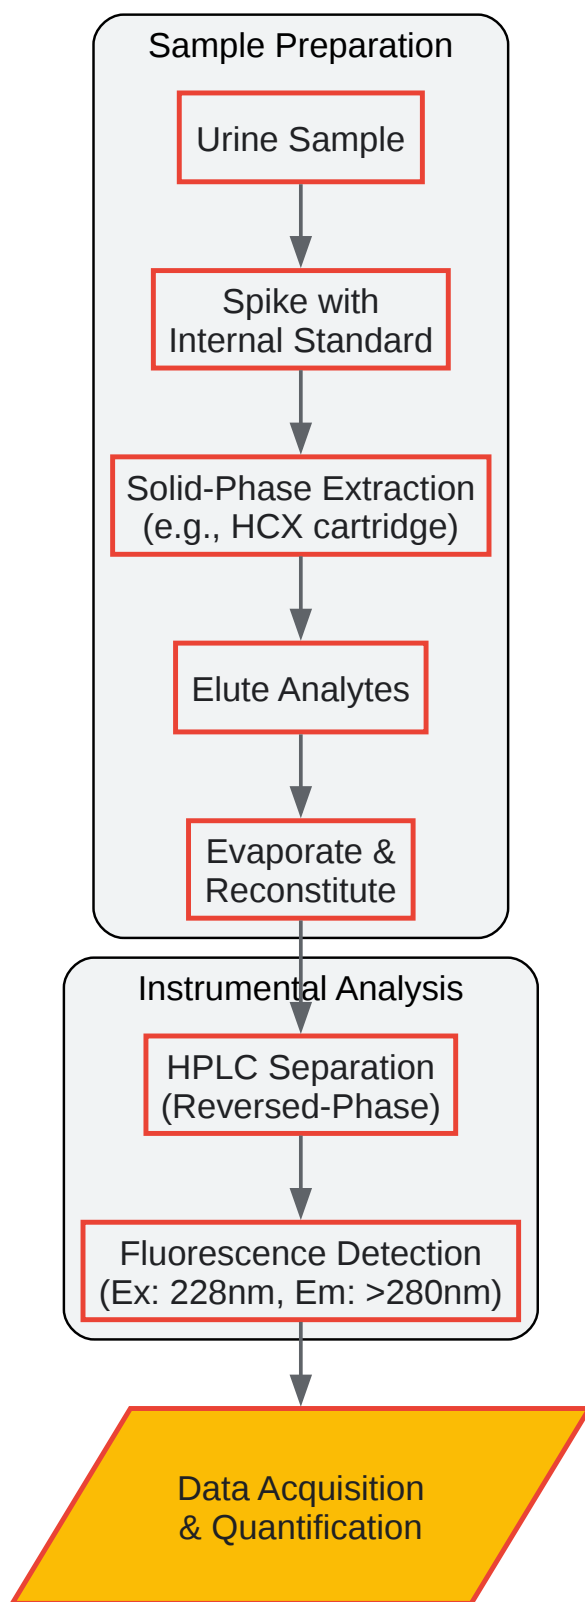 Sample Preparation
Urine Sample
Spike with
Internal Standard
Solid-Phase Extraction
(e.g., HCX cartridge)
Elute Analytes
Evaporate &
Reconstitute
Instrumental Analysis
HPLC Separation
(Reversed-Phase)
Fluorescence Detection
(Ex: 228nm, Em: >280nm)
Data Acquisition
& Quantification